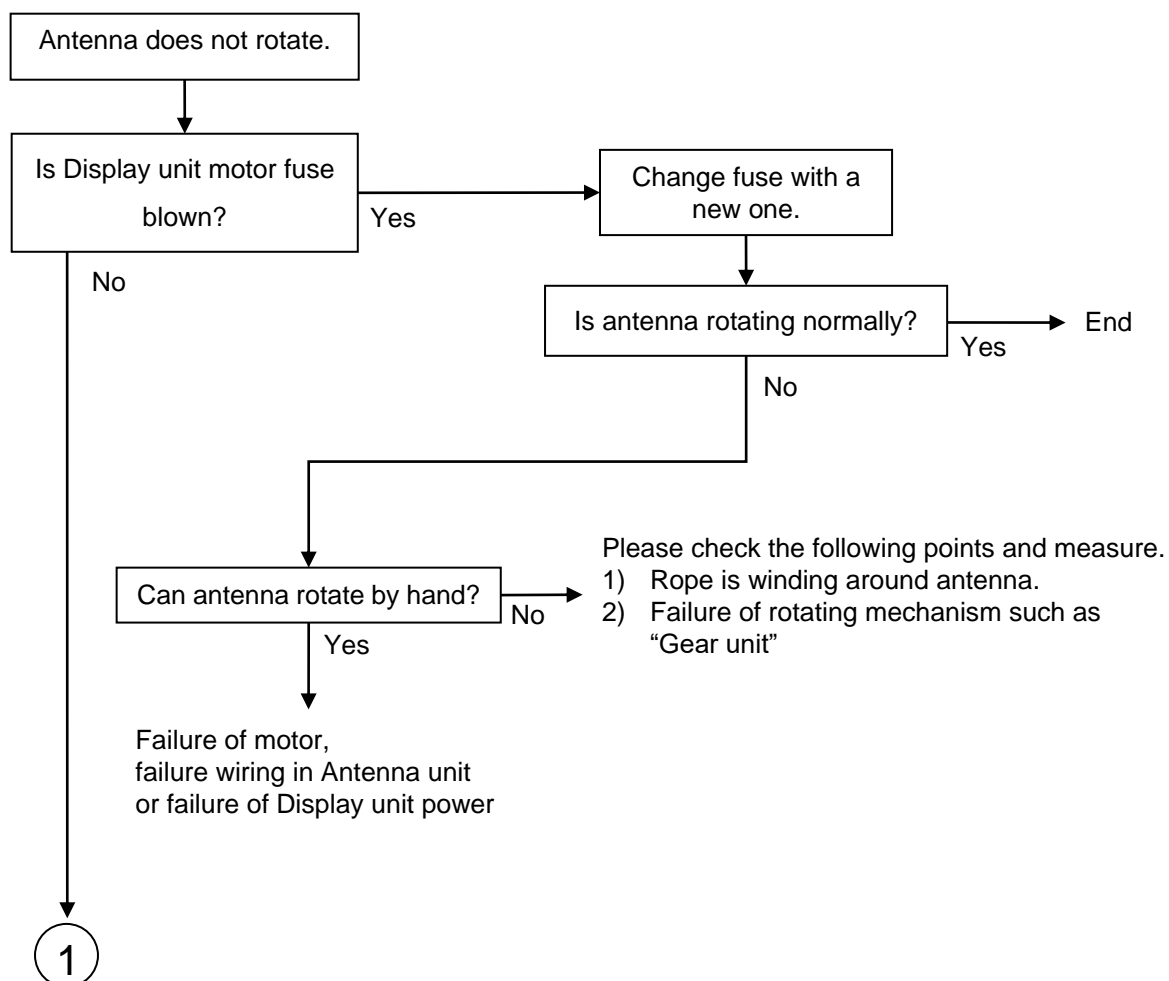 Antenna does not rotate.
Is Display unit motor fuse
blown?
Yes
Change fuse with a
new one.
No
Is antenna rotating normally?
End
Yes
No
Please check the following points and measure.
1) Rope is winding around antenna.
2) Failure of rotating mechanism such as
“Gear unit”
Can antenna rotate by hand?
No
Yes
Failure of motor,
failure wiring in Antenna unit
or failure of Display unit power
1